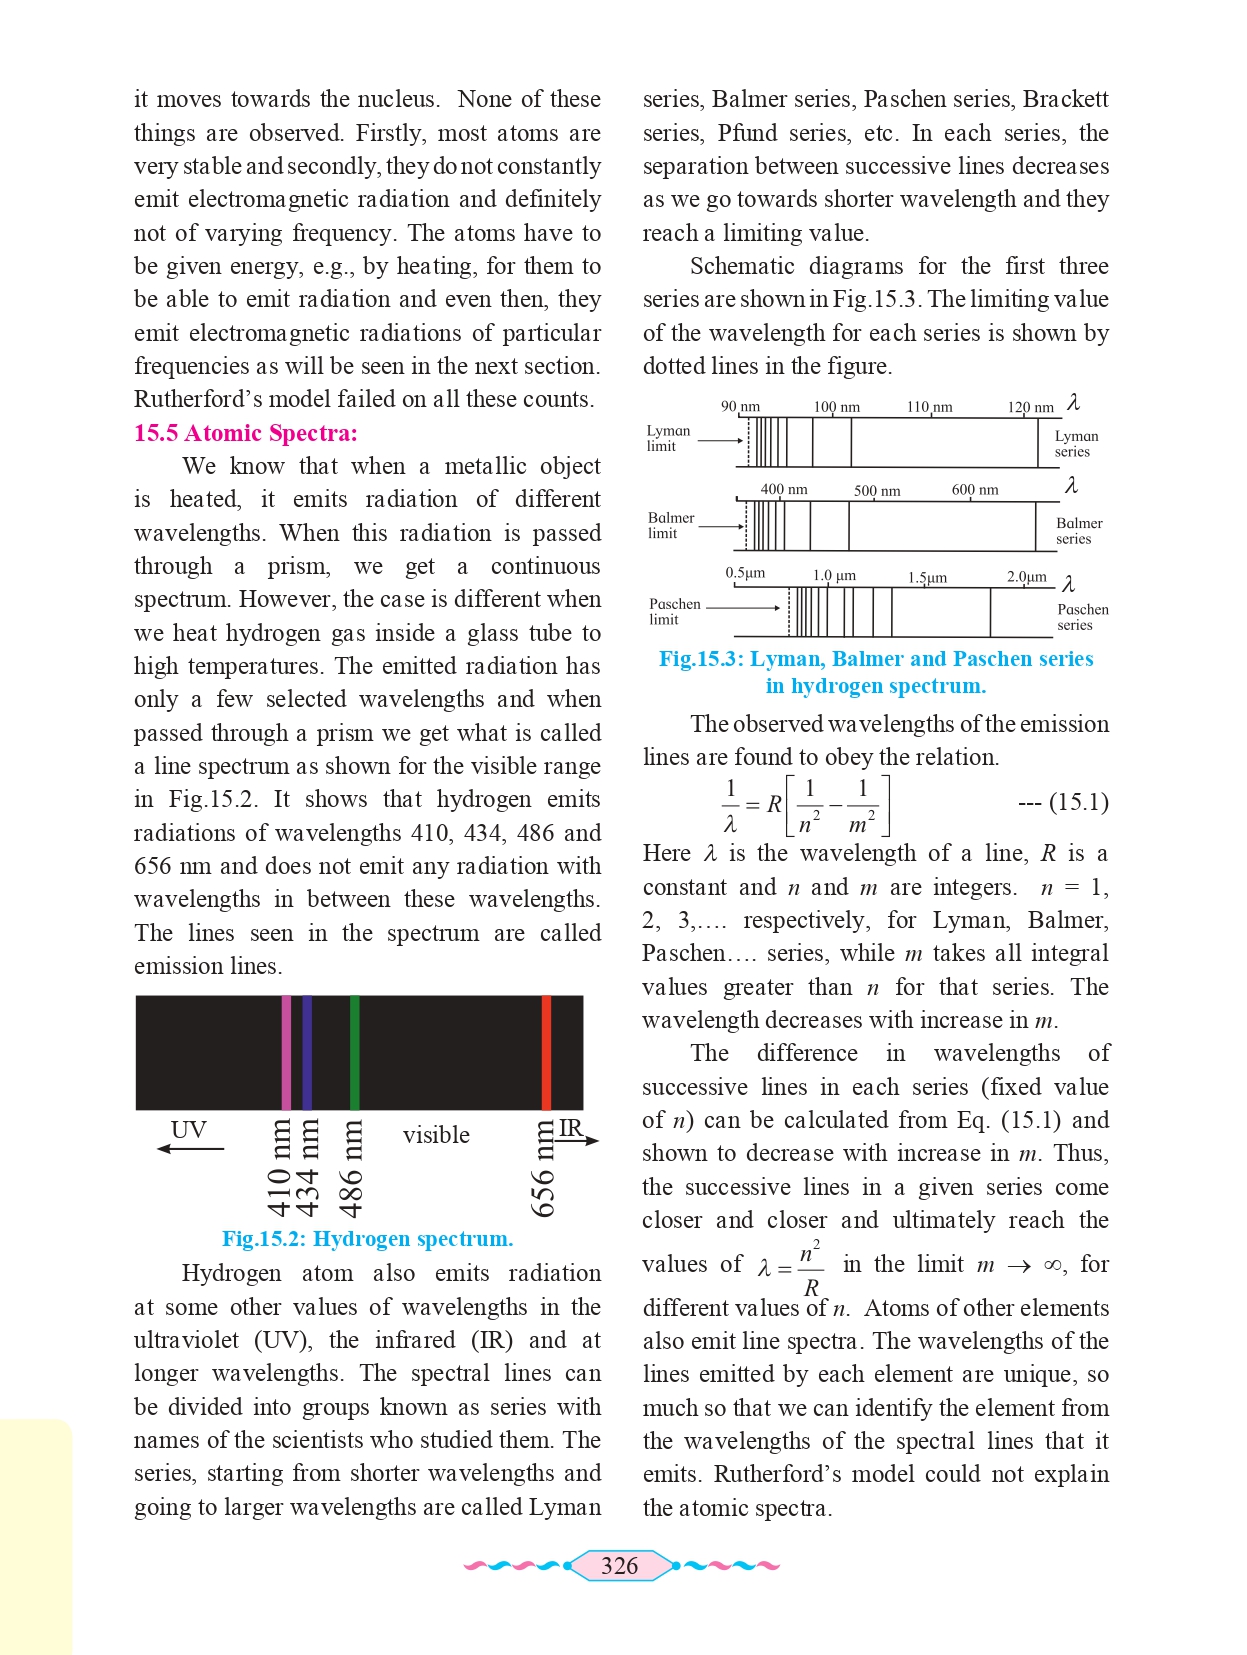 it moves towards the nucleus. None of these
things are observed. Firstly, most atoms are
very stable and secondly, they do not constantly
emit electromagnetic radiation and definitely
not of varying frequency. The atoms have to
be given energy, e.g., by heating, for them to
be able to emit radiation and even then, they
emit electromagnetic radiations of particular
frequencies as will be seen in the next section.
Rutherford's model failed on all these counts.
15.5 Atomic Spectra:
We know that when a metallic object
is heated, it emits radiation of different
wavelengths. When this radiation is passed
through a prism, we get a continuous
spectrum. However, the case is different when
we heat hydrogen gas inside a glass tube to
high temperatures. The emitted radiation has
only a few selected wavelengths and when
passed through a prism we get what is called
a line spectrum as shown for the visible range
in Fig.15.2. It shows that hydrogen emits
radiations of wavelengths 410, 434, 486 and
656 nm and does not emit any radiation with
wavelengths in between these wavelengths.
The lines seen in the spectrum are called
emission lines.
UV
410 nm
434 nm
486 nm
visible
656 nm
IR
Fig.15.2: Hydrogen spectrum.
Hydrogen atom also emits radiation
at some other values of wavelengths in the
ultraviolet (UV), the infrared (IR) and at
longer wavelengths. The spectral lines can
be divided into groups known as series with
names of the scientists who studied them. The
series, starting from shorter wavelengths and
going to larger wavelengths are called Lyman
series, Balmer series, Paschen series, Brackett
series, Pfund series, etc. In each series, the
separation between successive lines decreases
as we go towards shorter wavelength and they
reach a limiting value.
Schematic diagrams for the first three
series are shown in Fig.15.3. The limiting value
of the wavelength for each series is shown by
dotted lines in the figure.
90 nm 100 nm 110 nm 120 nm λ
Lyman
limit
Lyman
series
400 nm 500 nm 600 nm λ
Balmer
limit
Balmer
series
0.5μm 1.0 μm 1.5μm 2.0μm λ
Paschen
limit
Paschen
series
Fig.15.3: Lyman, Balmer and Paschen series
in hydrogen spectrum.
The observed wavelengths of the emission
lines are found to obey the relation.
1/λ = R[1/n² − 1/m²] --- (15.1)
Here λ is the wavelength of a line, R is a
constant and n and m are integers. n = 1,
2, 3,.... respectively, for Lyman, Balmer,
Paschen.... series, while m takes all integral
values greater than n for that series. The
wavelength decreases with increase in m.
The difference in wavelengths of
successive lines in each series (fixed value
of n) can be calculated from Eq. (15.1) and
shown to decrease with increase in m. Thus,
the successive lines in a given series come
closer and closer and ultimately reach the
values of λ = n²/R in the limit m → ∞, for
different values of n. Atoms of other elements
also emit line spectra. The wavelengths of the
lines emitted by each element are unique, so
much so that we can identify the element from
the wavelengths of the spectral lines that it
emits. Rutherford's model could not explain
the atomic spectra.
326